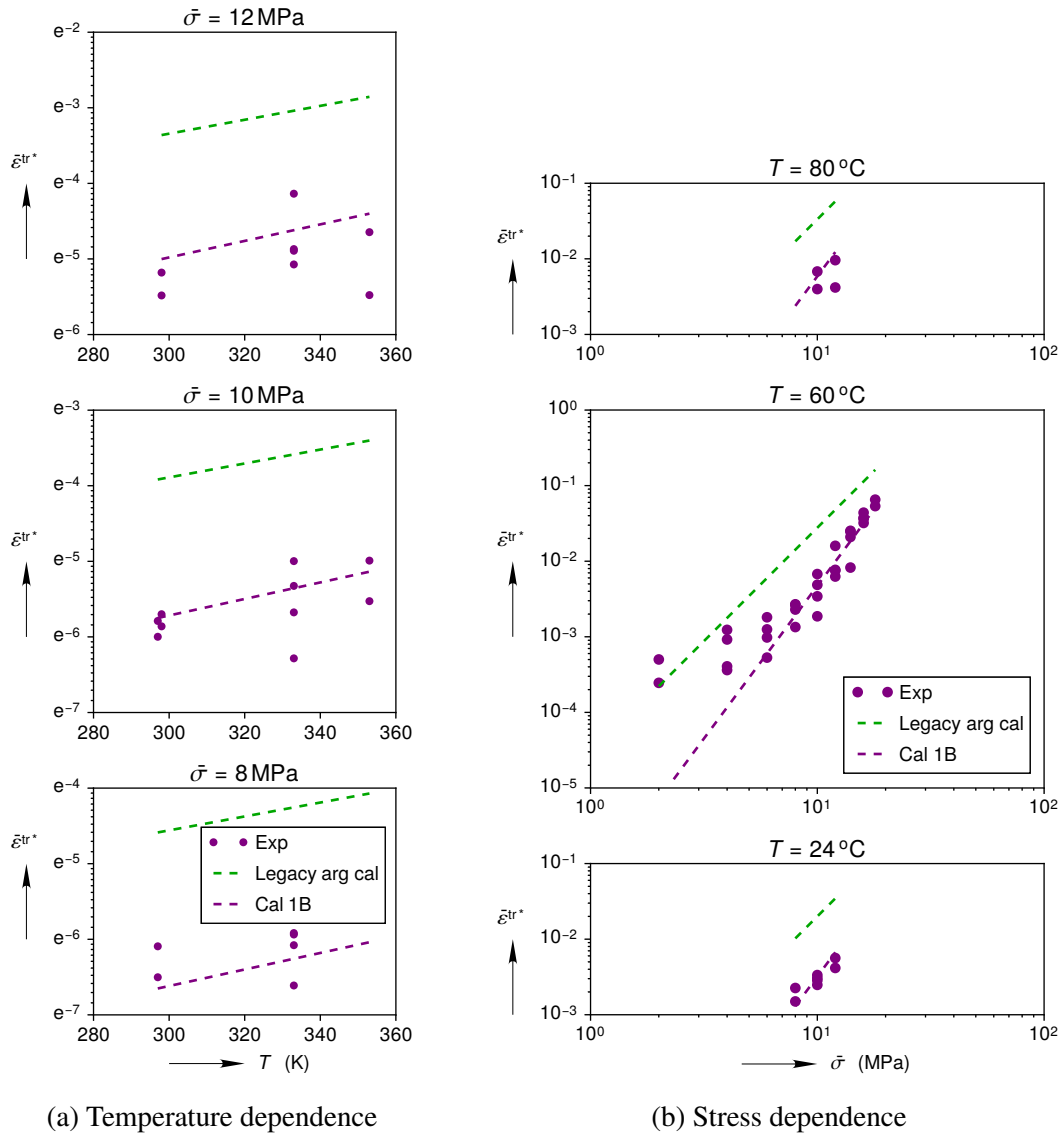 σ̄ = 12 MPa
e⁻²
e⁻³
e⁻⁴
e⁻⁵
e⁻⁶
ε̄ᵗʳ*
280 300 320 340 360
σ̄ = 10 MPa
e⁻³
e⁻⁴
e⁻⁵
e⁻⁶
e⁻⁷
ε̄ᵗʳ*
280 300 320 340 360
σ̄ = 8 MPa
e⁻⁴
e⁻⁵
e⁻⁶
e⁻⁷
ε̄ᵗʳ*
Exp
Legacy arg cal
Cal 1B
280 300 320 340 360
T (K)
(a) Temperature dependence
T = 80 °C
10⁻¹
10⁻²
10⁻³
ε̄ᵗʳ*
10⁰ 10¹ 10²
T = 60 °C
10⁰
10⁻¹
10⁻²
10⁻³
10⁻⁴
10⁻⁵
ε̄ᵗʳ*
Exp
Legacy arg cal
Cal 1B
10⁰ 10¹ 10²
T = 24 °C
10⁻¹
10⁻²
10⁻³
ε̄ᵗʳ*
10⁰ 10¹ 10²
σ̄ (MPa)
(b) Stress dependence